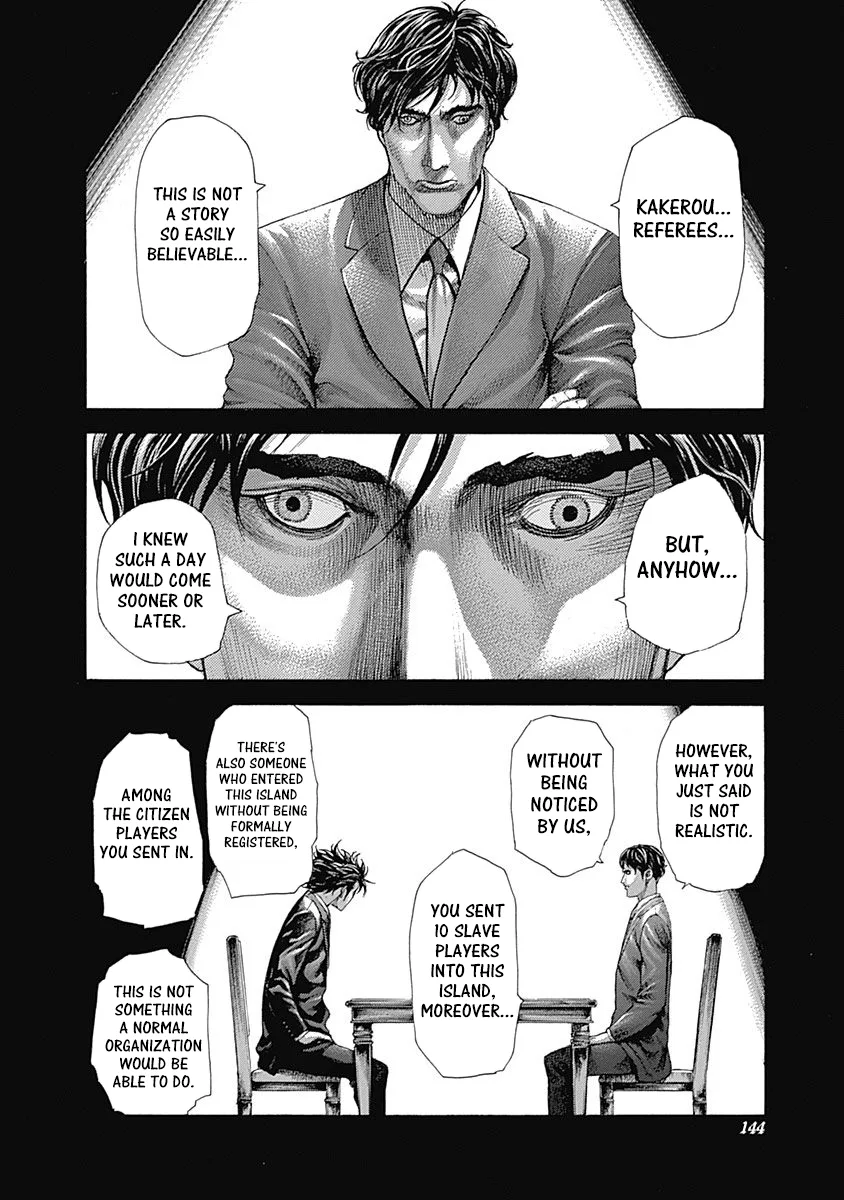 KAKEROU...
REFEREES...
THIS IS NOT
A STORY
SO EASILY
BELIEVABLE...
BUT,
ANYHOW...
I KNEW
SUCH A DAY
WOULD COME
SOONER OR
LATER.
HOWEVER,
WHAT YOU
JUST SAID
IS NOT
REALISTIC.
WITHOUT
BEING
NOTICED
BY US,
YOU SENT
10 SLAVE
PLAYERS
INTO THIS
ISLAND,
MOREOVER...
THERE'S
ALSO SOMEONE
WHO ENTERED
THIS ISLAND
WITHOUT BEING
FORMALLY
REGISTERED,
AMONG
THE CITIZEN
PLAYERS
YOU SENT IN.
THIS IS NOT
SOMETHING
A NORMAL
ORGANIZATION
WOULD BE
ABLE TO DO.
144